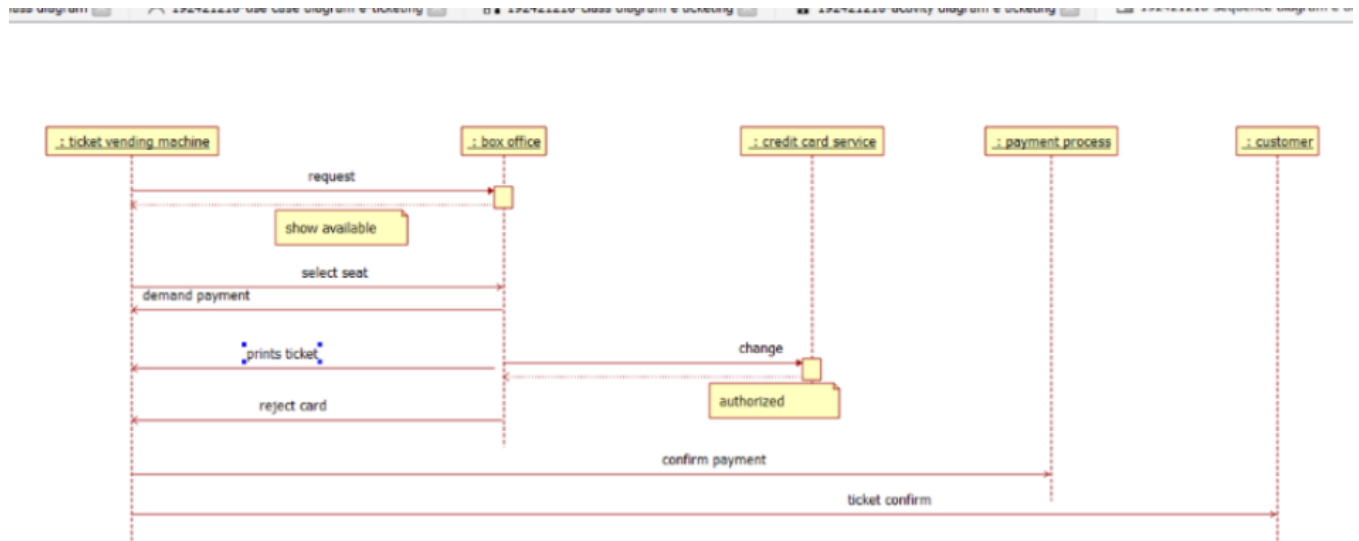 : ticket vending machine
: box office
: credit card service
: payment process
: customer
request
show available
select seat
demand payment
change
prints ticket
authorized
reject card
confirm payment
ticket confirm